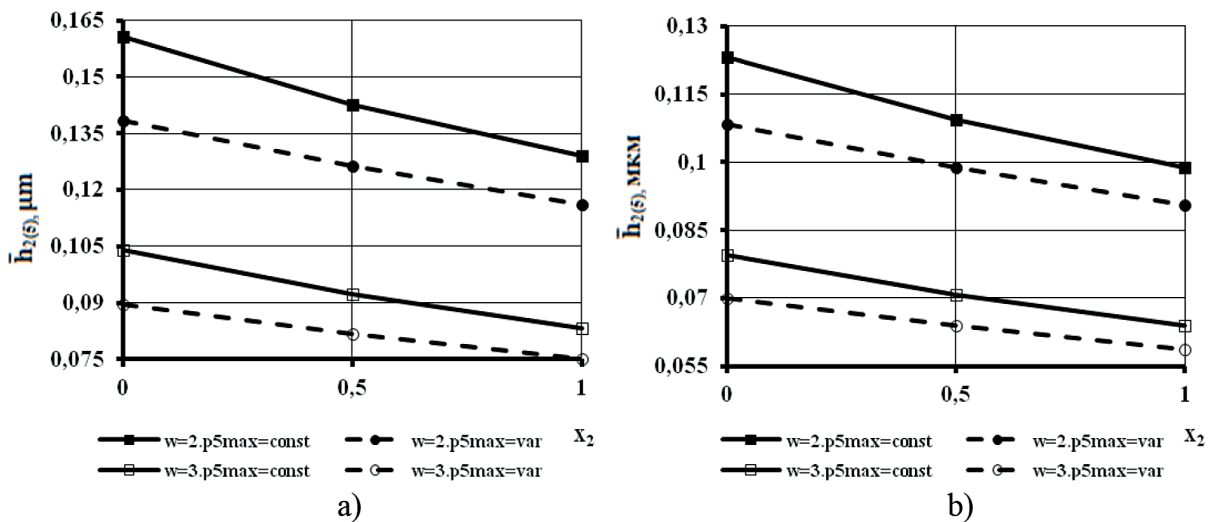 0,165
0,15
0,135
0,12
0,105
0,09
0,075
h̄2(5), μm
0 0,5 1
x2
w=2.p5max=const w=2.p5max=var
w=3.p5max=const w=3.p5max=var
a)
0,13
0,115
0,1
0,085
0,07
0,055
h̄2(5), мкм
0 0,5 1
x2
w=2.p5max=const w=2.p5max=var
w=3.p5max=const w=3.p5max=var
b)